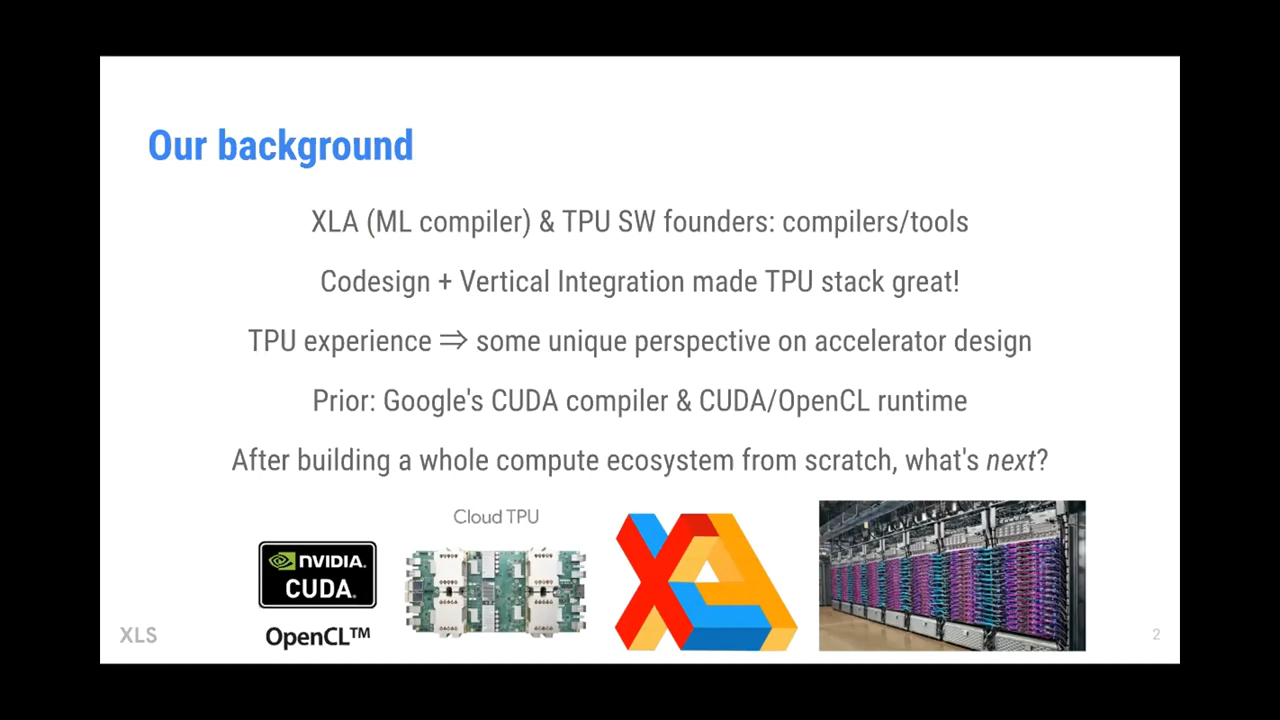 Our background
XLA (ML compiler) & TPU SW founders: compilers/tools
Codesign + Vertical Integration made TPU stack great!
TPU experience ⇒ some unique perspective on accelerator design
Prior: Google's CUDA compiler & CUDA/OpenCL runtime
After building a whole compute ecosystem from scratch, what's next?
Cloud TPU
NVIDIA.
CUDA.
OpenCL™
XLA
XLS
2